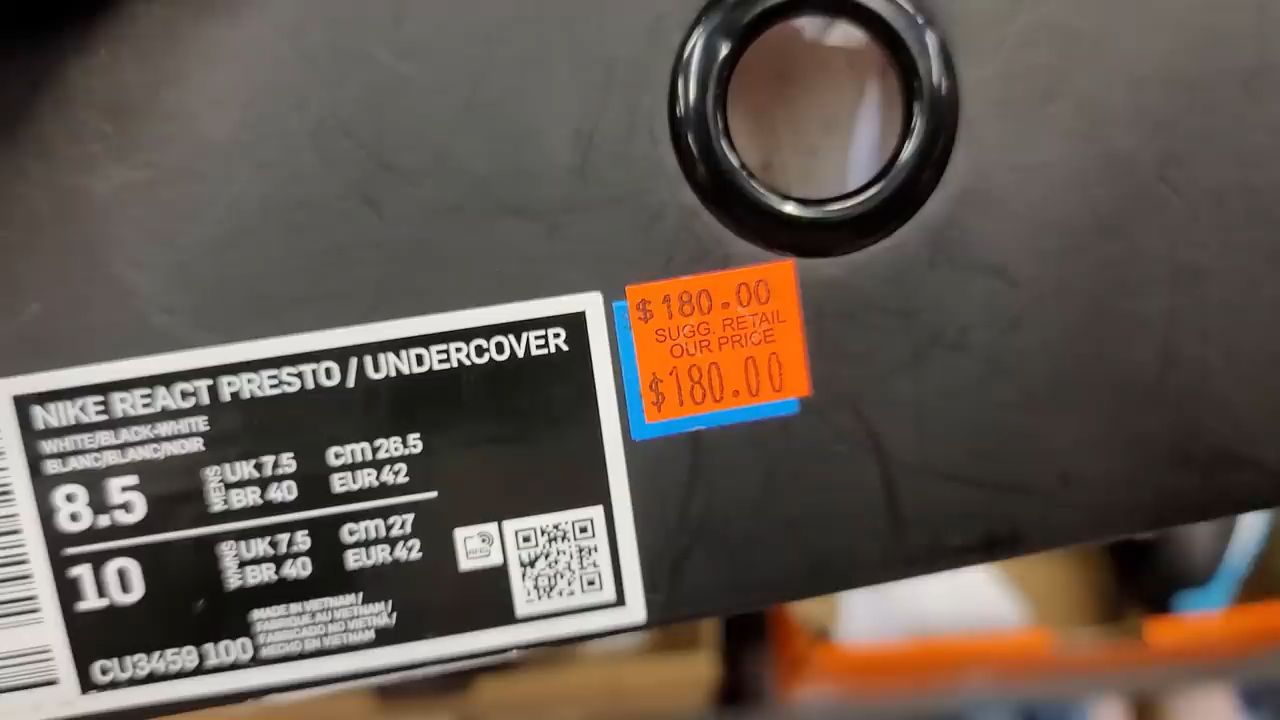 $180.00
SUGG. RETAIL
OUR PRICE
$180.00
NIKE REACT PRESTO / UNDERCOVER
WHITE/BLACK-WHITE
BLANC/BLANC/NOIR
8.5 MENS UK 7.5 cm 26.5
BR 40 EUR 42
10 WMNS UK 7.5 cm 27
BR 40 EUR 42
MADE IN VIETNAM /
FABRIQUE AU VIETNAM /
FABRICADO NO VIETNÃ /
HECHO EN VIETNAM
CU3459 100